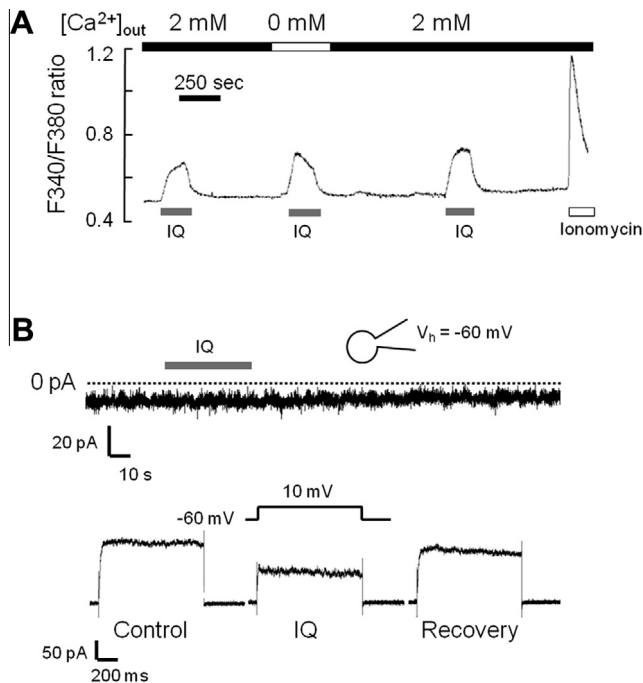 A
[Ca²⁺]out 2 mM 0 mM 2 mM
F340/F380 ratio
1.2
0.8
0.4
250 sec
IQ IQ IQ Ionomycin
B
IQ
Vh = -60 mV
0 pA
20 pA
10 s
10 mV
-60 mV
Control IQ Recovery
50 pA
200 ms